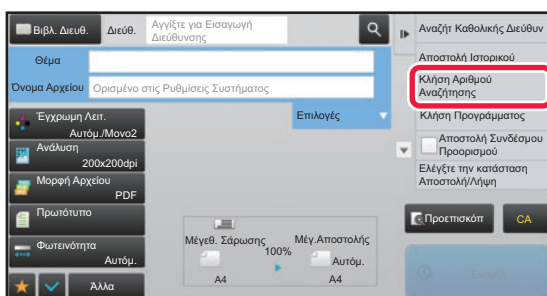 Βιβλ. Διευθ.
Διεύθ.
Αγγίξτε για Εισαγωγή
Διεύθυνσης
Θέμα
Όνομα Αρχείου
Ορισμένο στις Ρυθμίσεις Συστήματος
Επιλογές
Έγχρωμη Λειτ.
Αυτόμ./Μονο2
Ανάλυση
200x200dpi
Μορφή Αρχείου
PDF
Πρωτότυπο
Φωτεινότητα
Αυτόμ.
Άλλα
Μέγεθ. Σάρωσης
100%
Μέγ.Αποστολής
Αυτόμ.
A4
A4
Αναζήτ Καθολικής Διεύθυν
Αποστολή Ιστορικού
Κλήση Αριθμού
Αναζήτησης
Κλήση Προγράμματος
Αποστολή Συνδέσμου
Προορισμού
Ελέγξτε την κατάσταση
Αποστολή/Λήψη
Προεπισκόπ
CA